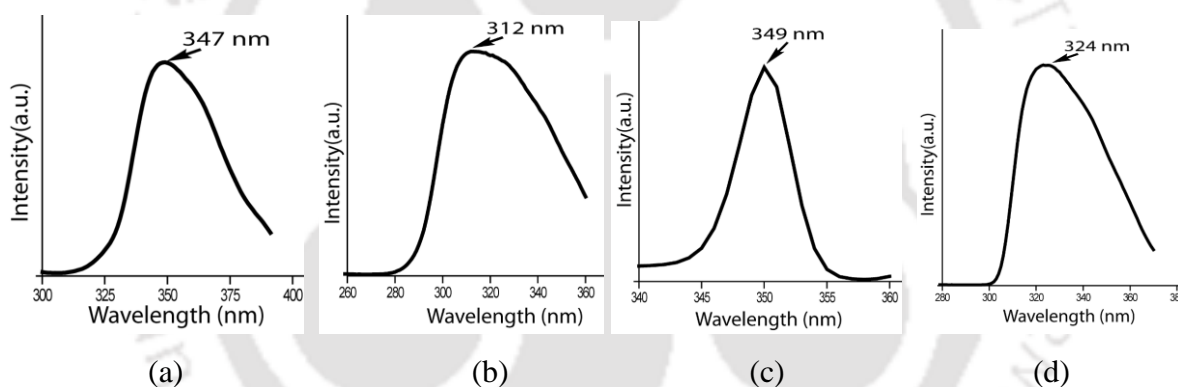 347 nm
312 nm
349 nm
324 nm
Intensity(a.u.)
Intensity(a.u.)
Intensity(a.u.)
Intensity(a.u.)
300 325 350 375 400
260 280 300 320 340 360
340 345 350 355 360
280 300 320 340 360
Wavelength (nm)
Wavelength (nm)
Wavelength (nm)
Wavelength (nm)
(a) (b) (c) (d)